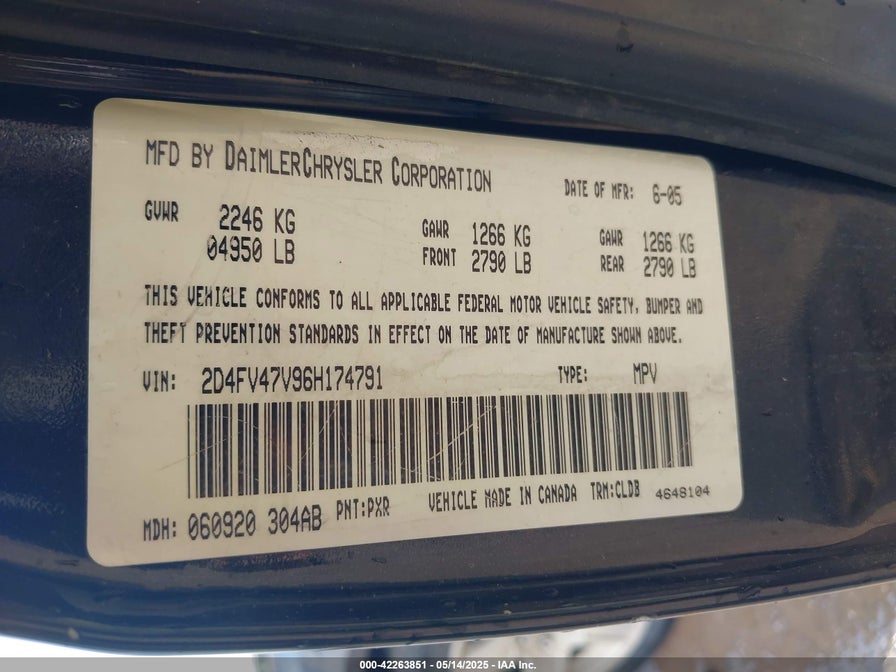 MFD BY DAIMLERCHRYSLER CORPORATION
DATE OF MFR: 6-05
GVWR 2246 KG
04950 LB
GAWR 1266 KG
FRONT 2790 LB
GAWR 1266 KG
REAR 2790 LB
THIS VEHICLE CONFORMS TO ALL APPLICABLE FEDERAL MOTOR VEHICLE SAFETY, BUMPER AND
THEFT PREVENTION STANDARDS IN EFFECT ON THE DATE OF MANUFACTURE SHOWN ABOVE.
VIN: 2D4FV47V96H174791 TYPE: MPV
MDH: 060920 304AB PNT:PXR VEHICLE MADE IN CANADA TRM:CLDB 4648104
000-42263851 - 05/14/2025 - IAA Inc.